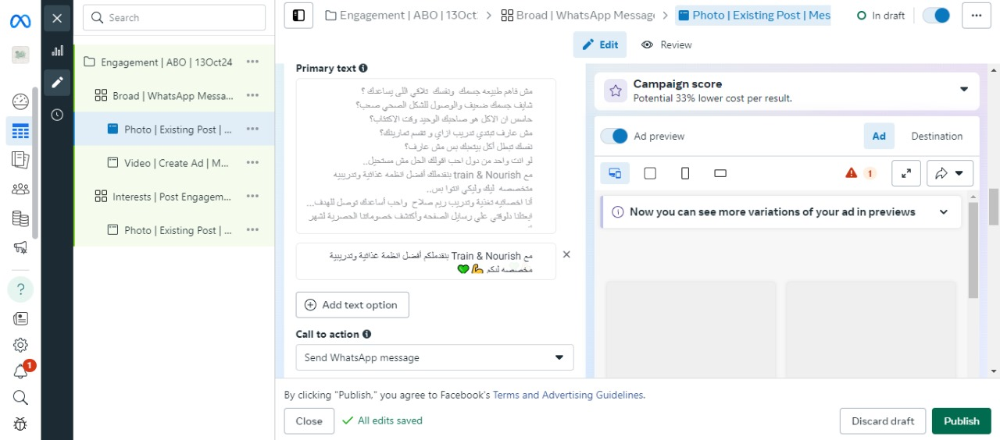 Search
Engagement | ABO | 13Oct24
Broad | WhatsApp Messa...
Photo | Existing Post | ...
Video | Create Ad | M...
Interests | Post Engagem...
Photo | Existing Post | ...
1
Engagement | ABO | 13Oct
Broad | WhatsApp Message
Photo | Existing Post | Mes
In draft
Edit
Review
Primary text
مش فاهم طبيعه جسمك ونفسك تلاقي اللى يساعدك ؟
شايف جسمك ضعيف والوصول للشكل الصحي صعب؟
حاسس ان الاكل هو صاحبك الوحيد وقت الاكتئاب؟
مش عارف تبتدي تدريب ازاي و تقسم تمارينك؟
نفسك تبطل أكل بيتعبك بس مش عارف؟
لو انت واحد من دول احب اقولك الحل مش مستحيل..
مع train & Nourish بتقدملك أفضل انظمه غذائية وتدريبيه
متخصصه ليك وليكي انتوا بس..
أنا اخصائيه تغذية وتدريب ريم صلاح واحب أساعدك توصل للهدف...
ابعتلنا دلوقتي علي رسايل الصفحه وأكتشف خصوماتنا الحصرية لشهر
مع Train & Nourish بتقدملكم أفضل انظمة غذائية وتدريبية
مخصصه لكم 💪💚
Add text option
Call to action
Send WhatsApp message
Campaign score
Potential 33% lower cost per result.
Ad preview
Ad
Destination
1
Now you can see more variations of your ad in previews
By clicking "Publish," you agree to Facebook's Terms and Advertising Guidelines.
Close
All edits saved
Discard draft
Publish